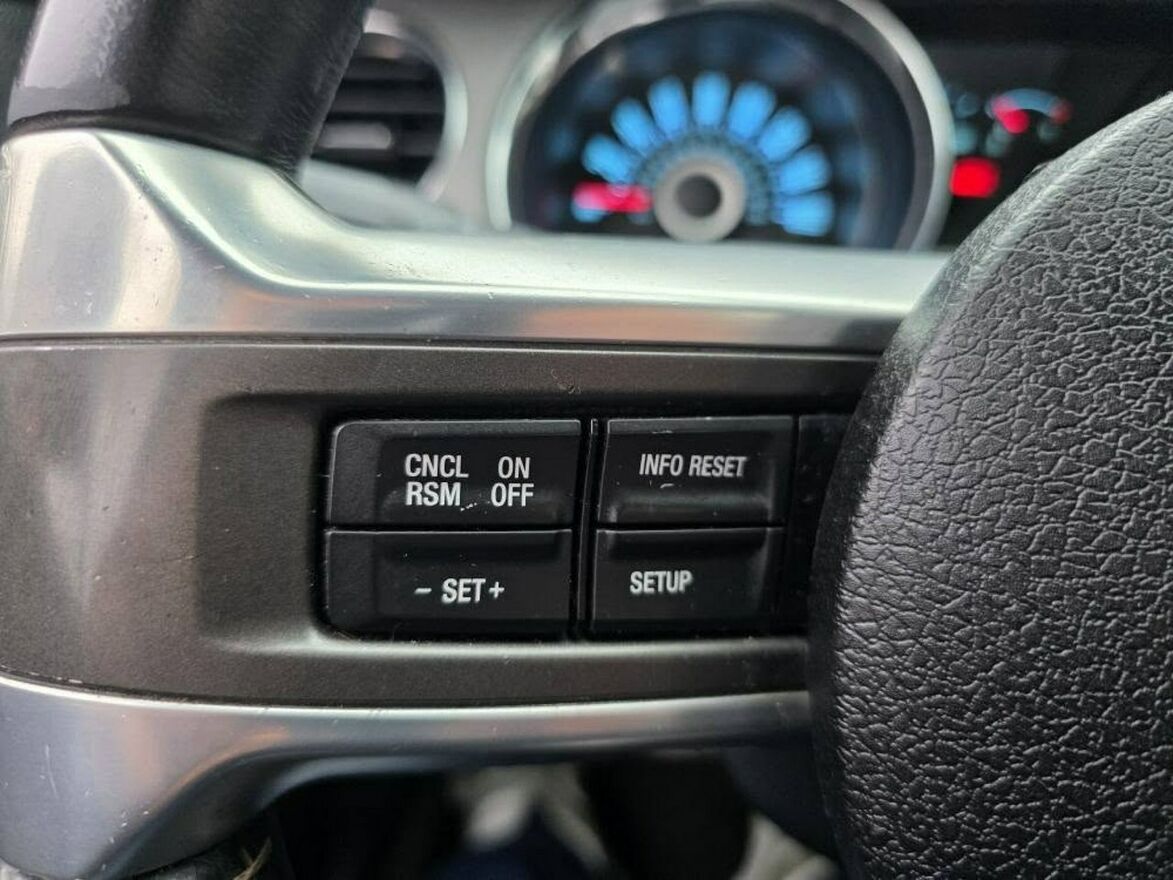 CNCL ON
RSM OFF
INFO RESET
- SET +
SETUP